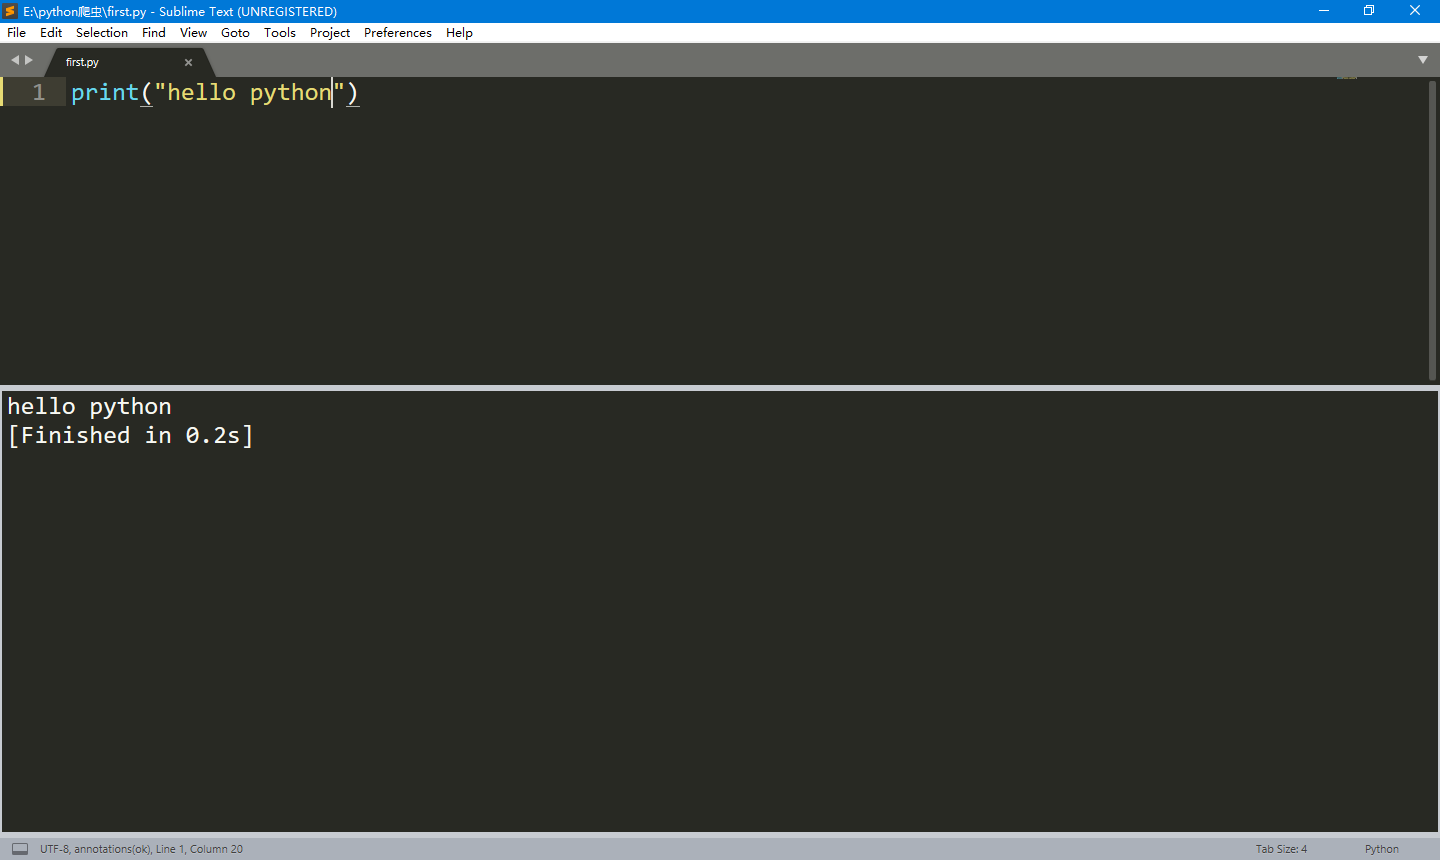 E:\python爬虫\first.py - Sublime Text (UNREGISTERED)
File Edit Selection Find View Goto Tools Project Preferences Help
first.py
1 print("hello python")
hello python
[Finished in 0.2s]
UTF-8, annotations(ok), Line 1, Column 20 Tab Size: 4 Python